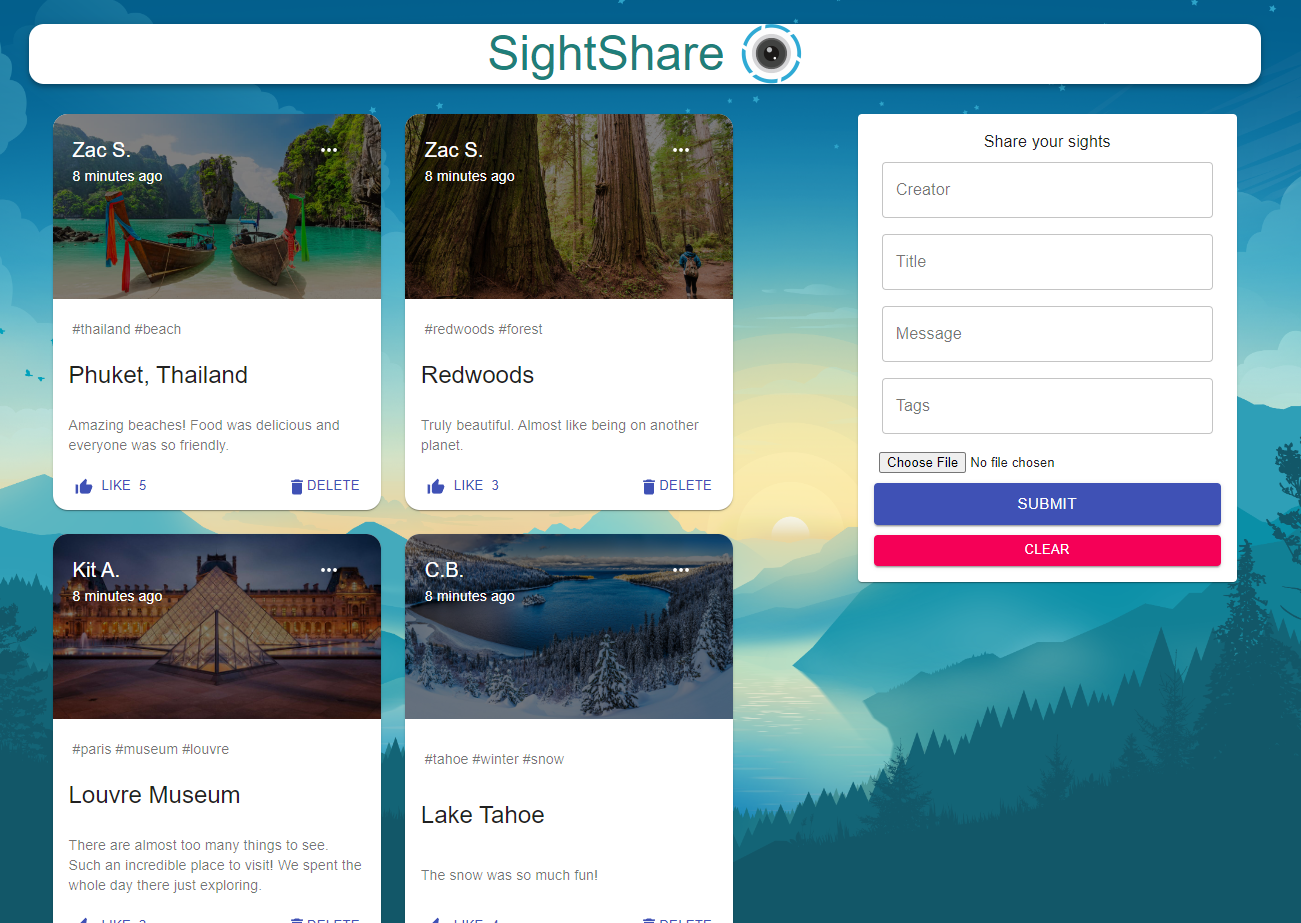 SightShare
Zac S.
8 minutes ago
#thailand #beach
Phuket, Thailand
Amazing beaches! Food was delicious and
everyone was so friendly.
LIKE 5
DELETE
Zac S.
8 minutes ago
#redwoods #forest
Redwoods
Truly beautiful. Almost like being on another
planet.
LIKE 3
DELETE
Kit A.
8 minutes ago
#paris #museum #louvre
Louvre Museum
There are almost too many things to see.
Such an incredible place to visit! We spent the
whole day there just exploring.
LIKE
DELETE
C.B.
8 minutes ago
#tahoe #winter #snow
Lake Tahoe
The snow was so much fun!
LIKE
DELETE
Share your sights
Creator
Title
Message
Tags
Choose File No file chosen
SUBMIT
CLEAR